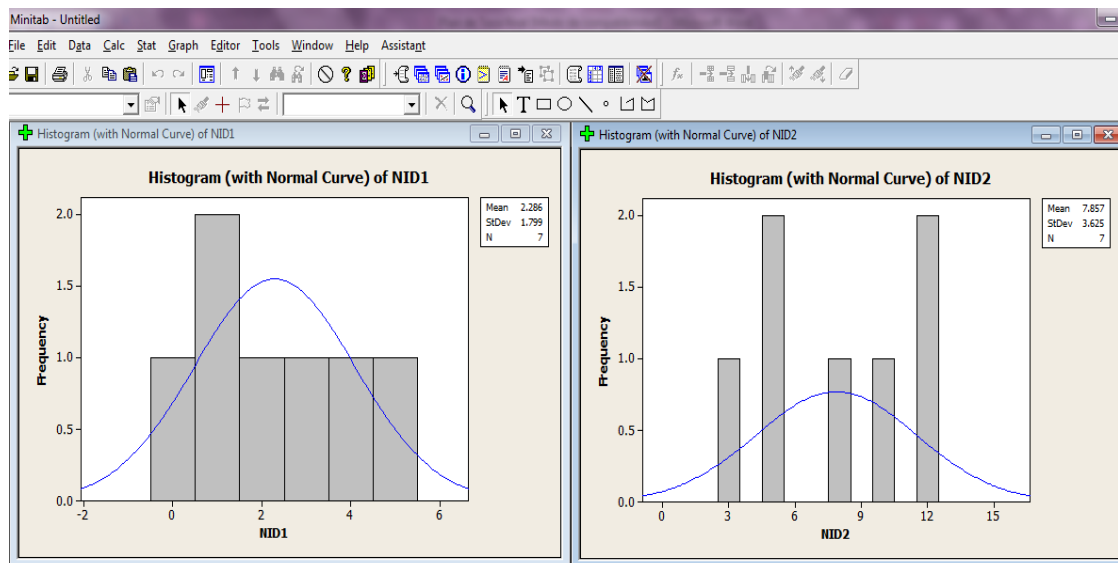 Minitab - Untitled
File Edit Data Calc Stat Graph Editor Tools Window Help Assistant
Histogram (with Normal Curve) of NID1
Histogram (with Normal Curve) of NID1
Mean 2.286
StDev 1.799
N 7
2.0
1.5
1.0
0.5
0.0
Frequency
-2 0 2 4 6
NID1
Histogram (with Normal Curve) of NID2
Histogram (with Normal Curve) of NID2
Mean 7.857
StDev 3.625
N 7
2.0
1.5
1.0
0.5
0.0
Frequency
0 3 6 9 12 15
NID2